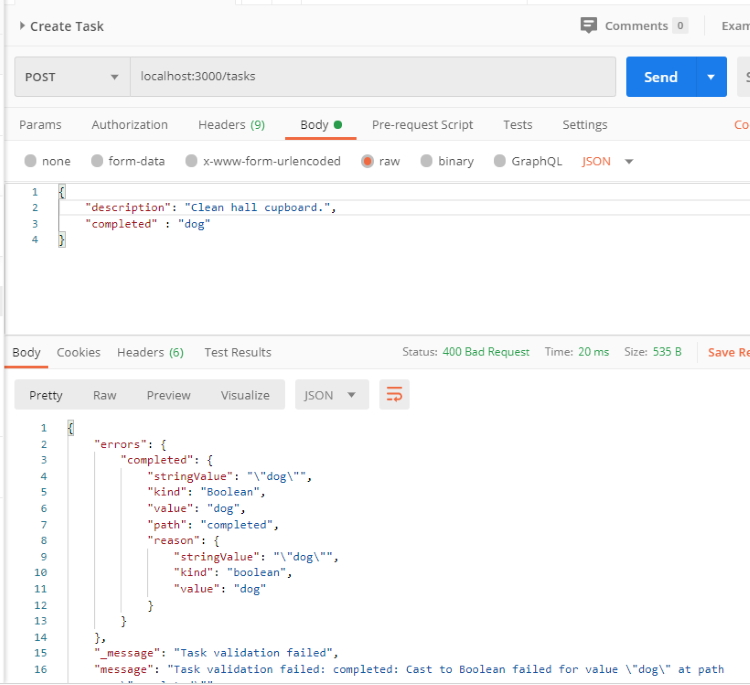 Create Task
Comments 0 Exam
POST localhost:3000/tasks Send S
Params Authorization Headers (9) Body Pre-request Script Tests Settings Co
none form-data x-www-form-urlencoded raw binary GraphQL JSON
1 {
2 "description": "Clean hall cupboard.",
3 "completed" : "dog"
4 }
Body Cookies Headers (6) Test Results Status: 400 Bad Request Time: 20 ms Size: 535 B Save Re
Pretty Raw Preview Visualize JSON
1 {
2 "errors": {
3 "completed": {
4 "stringValue": "\"dog\"",
5 "kind": "Boolean",
6 "value": "dog",
7 "path": "completed",
8 "reason": {
9 "stringValue": "\"dog\"",
10 "kind": "boolean",
11 "value": "dog"
12 }
13 }
14 },
15 "_message": "Task validation failed",
16 "message": "Task validation failed: completed: Cast to Boolean failed for value \"dog\" at path